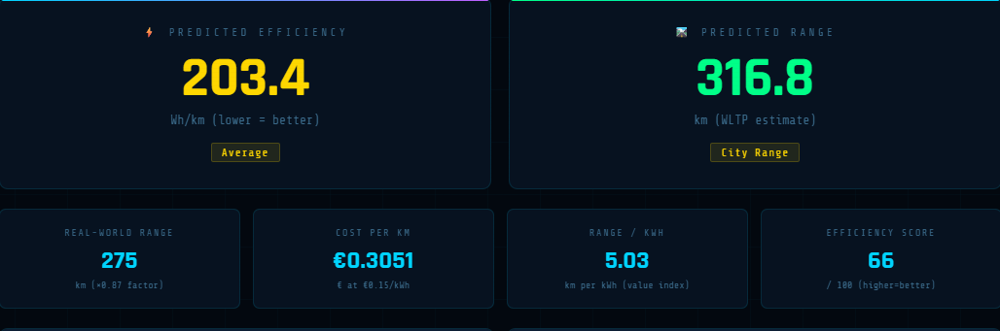 ⚡ PREDICTED EFFICIENCY
203.4
Wh/km (lower = better)
Average
🛣 PREDICTED RANGE
316.8
km (WLTP estimate)
City Range
REAL-WORLD RANGE
275
km (×0.87 factor)
COST PER KM
€0.3051
€ at €0.15/kWh
RANGE / KWH
5.03
km per kWh (value index)
EFFICIENCY SCORE
66
/ 100 (higher=better)